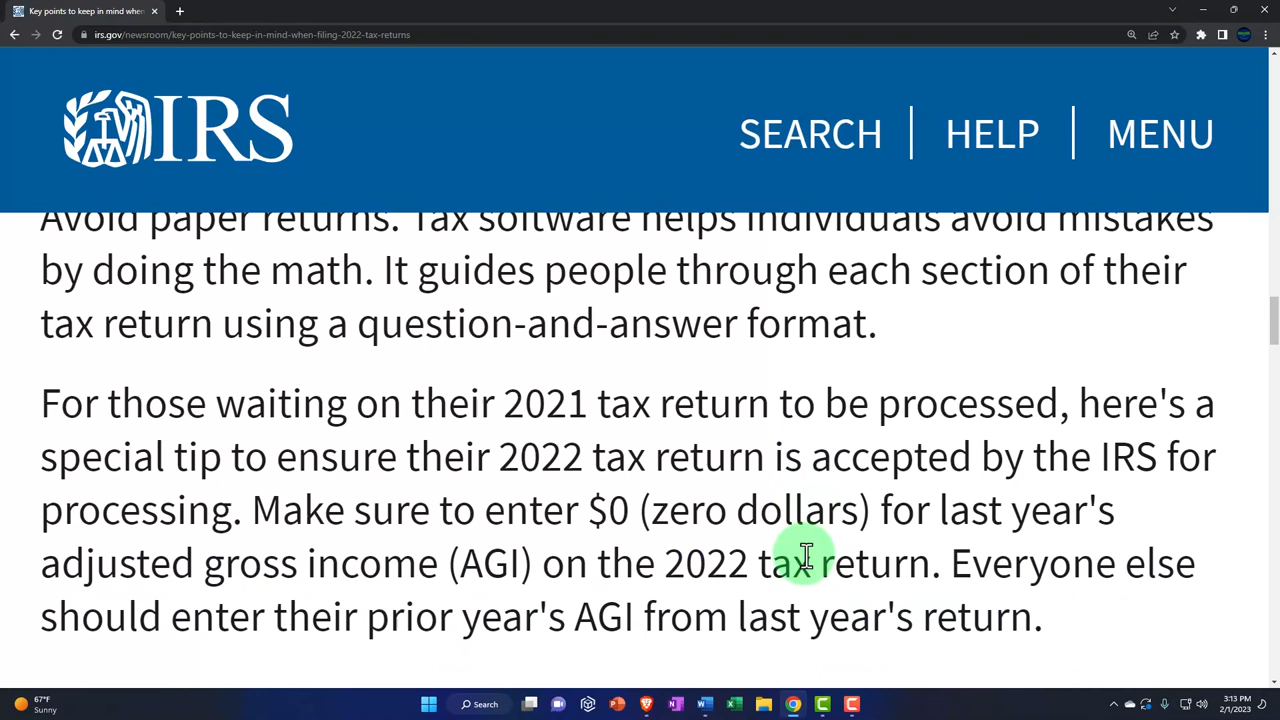 Key points to keep in mind when
irs.gov/newsroom/key-points-to-keep-in-mind-when-filing-2022-tax-returns
IRS
SEARCH
HELP
MENU
Avoid paper returns. Tax software helps individuals avoid mistakes
by doing the math. It guides people through each section of their
tax return using a question-and-answer format.
For those waiting on their 2021 tax return to be processed, here's a
special tip to ensure their 2022 tax return is accepted by the IRS for
processing. Make sure to enter $0 (zero dollars) for last year's
adjusted gross income (AGI) on the 2022 tax return. Everyone else
should enter their prior year's AGI from last year's return.
67°F
Sunny
Search
3:13 PM
2/1/2023